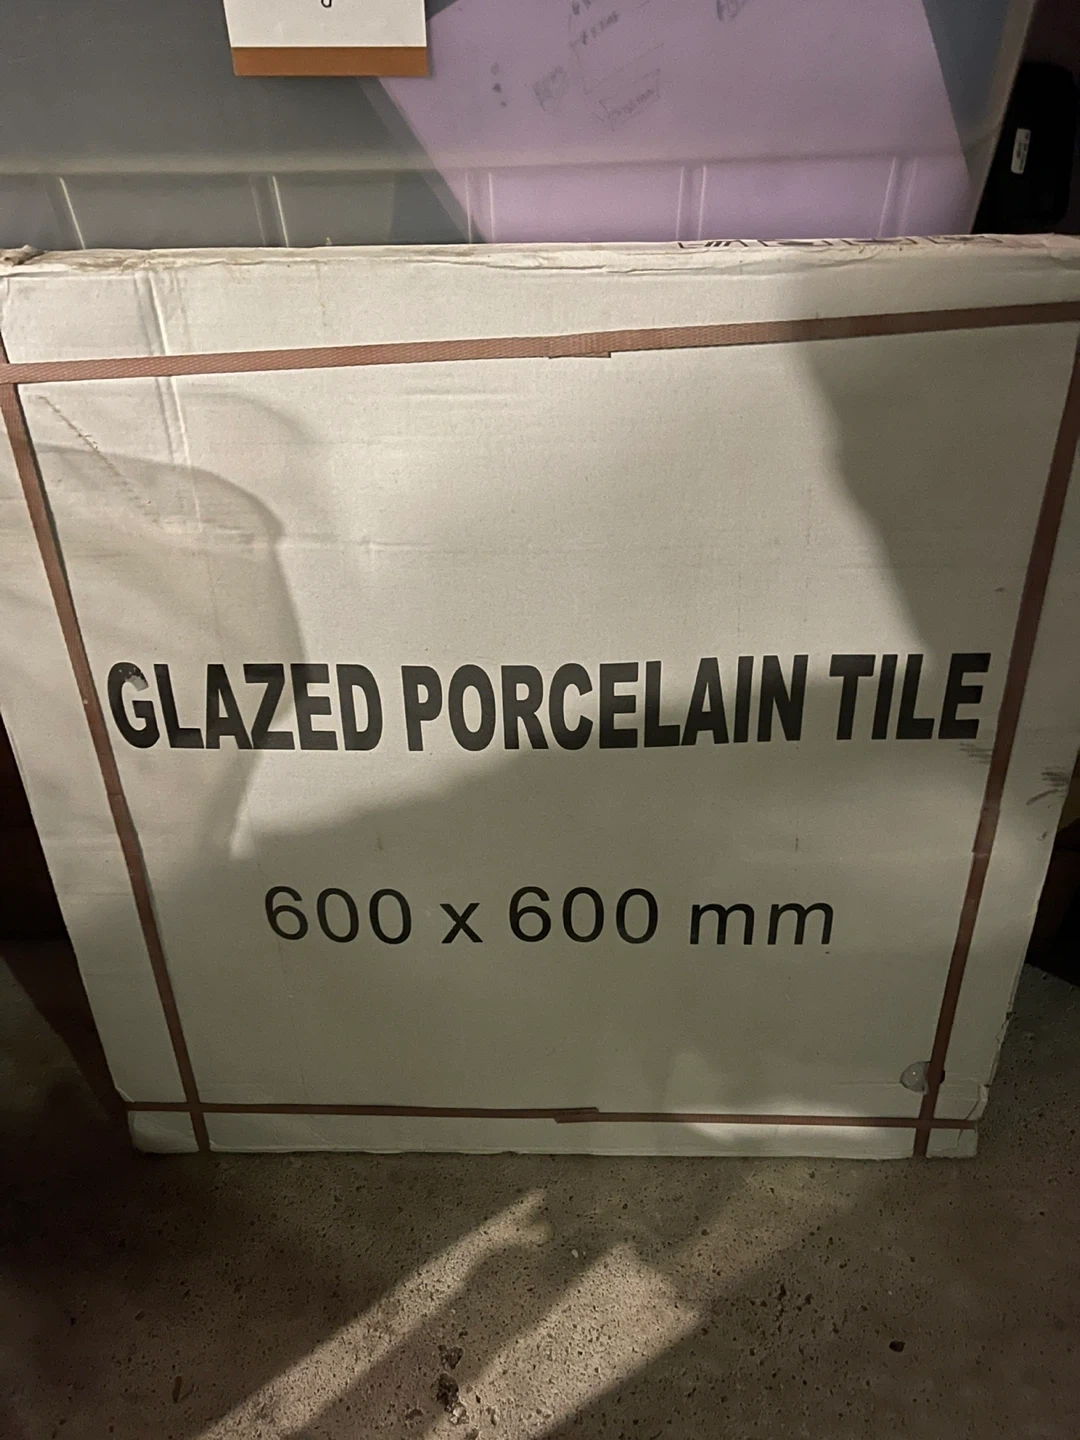 GLAZED PORCELAIN TILE
600 x 600 mm